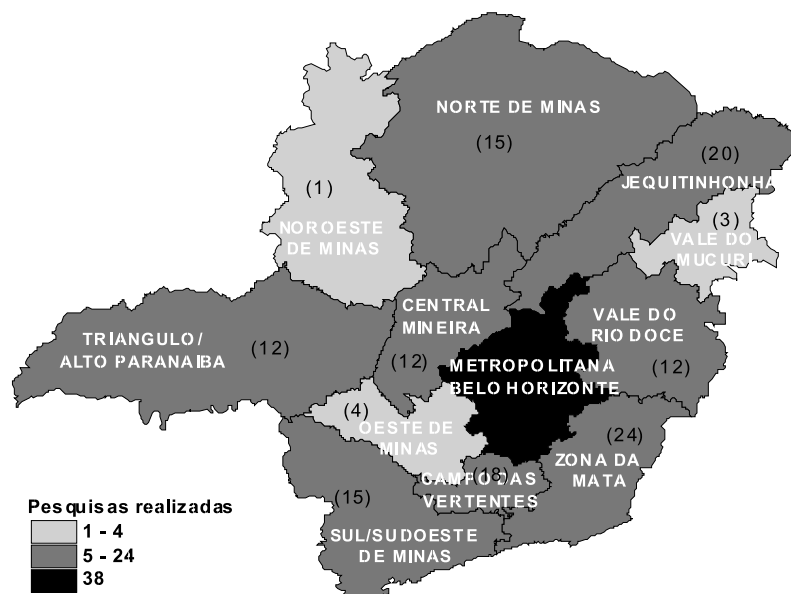 NORTE DE MINAS
(15)
(20)
JEQUITINHONHA
(1)
NOROESTE
DE MINAS
(3)
VALE DO
MUCURI
CENTRAL
MINEIRA
(12)
VALE DO
RIO DOCE
(12)
TRIANGULO/
ALTO PARANAIBA
(12)
METROPOLITANA
BELO HORIZONTE
(4)
OESTE DE
MINAS
(24)
ZONA DA
MATA
(18)
CAMPO DAS
VERTENTES
(15)
SUL/SUDOESTE
DE MINAS
Pesquisas realizadas
1 - 4
5 - 24
38